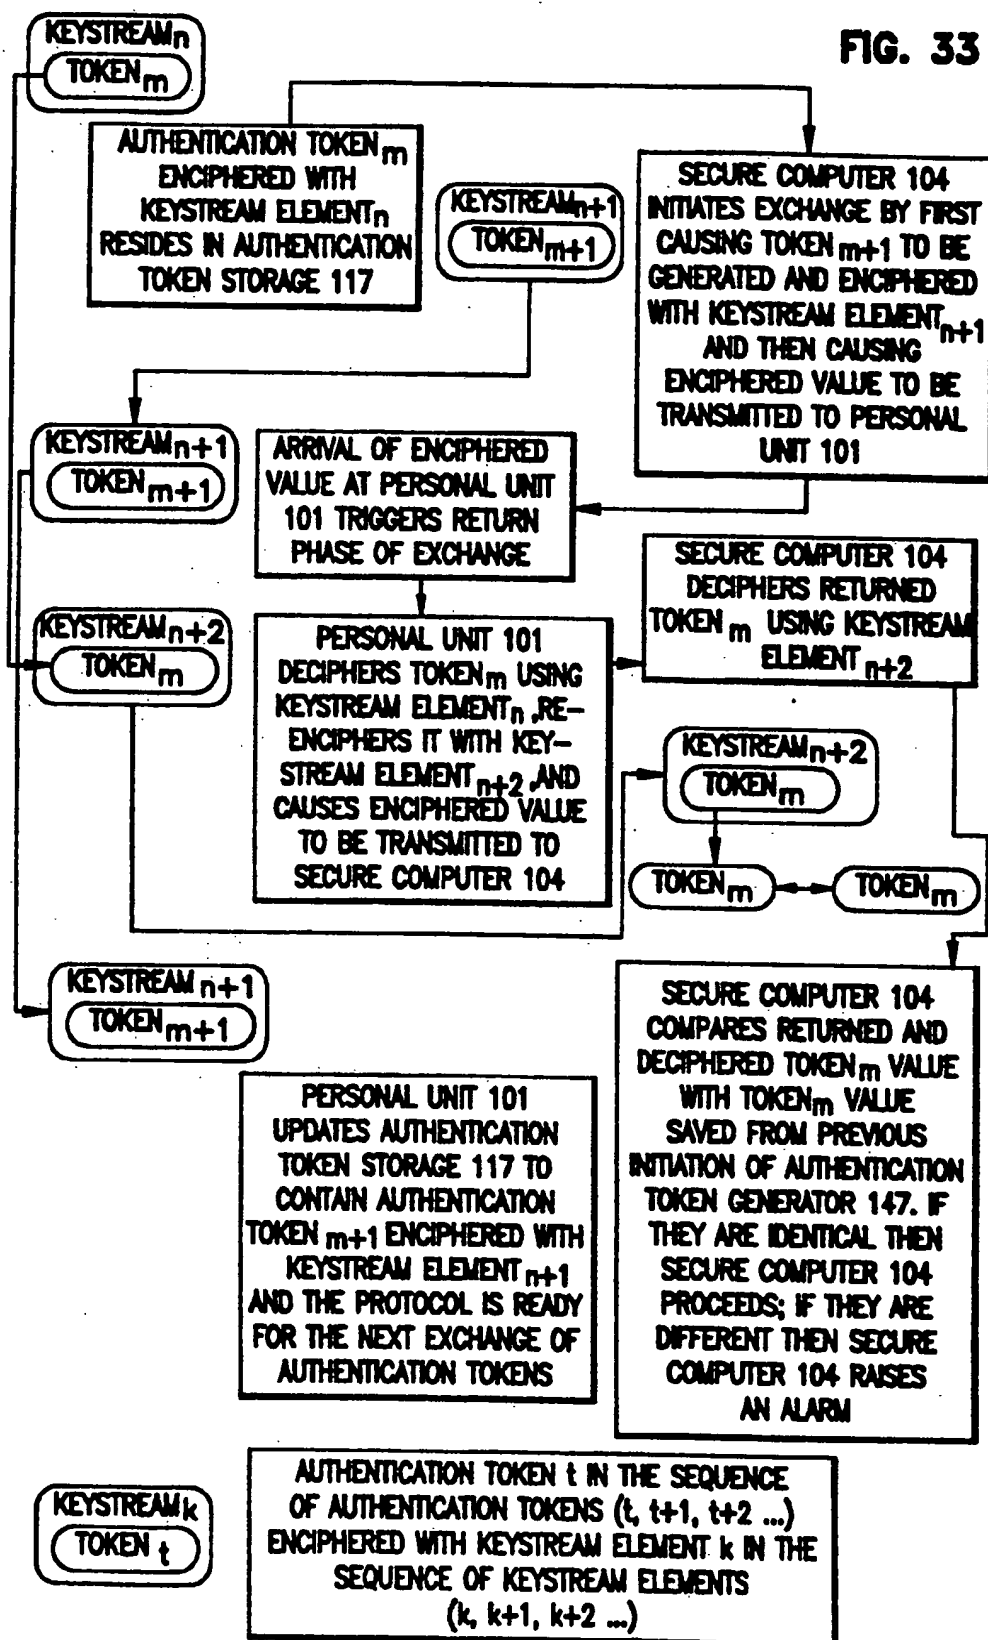 FIG. 33
KEYSTREAMn
TOKENm
AUTHENTICATION TOKENm
ENCIPHERED WITH
KEYSTREAM ELEMENTn
RESIDES IN AUTHENTICATION
TOKEN STORAGE 117
KEYSTREAMn+1
TOKENm+1
SECURE COMPUTER 104
INITIATES EXCHANGE BY FIRST
CAUSING TOKENm+1 TO BE
GENERATED AND ENCIPHERED
WITH KEYSTREAM ELEMENTn+1
AND THEN CAUSING
ENCIPHERED VALUE TO BE
TRANSMITTED TO PERSONAL
UNIT 101
KEYSTREAMn+1
TOKENm+1
ARRIVAL OF ENCIPHERED
VALUE AT PERSONAL UNIT
101 TRIGGERS RETURN
PHASE OF EXCHANGE
SECURE COMPUTER 104
DECIPHERS RETURNED
TOKENm USING KEYSTREAM
ELEMENTn+2
KEYSTREAMn+2
TOKENm
PERSONAL UNIT 101
DECIPHERS TOKENm USING
KEYSTREAM ELEMENTn,RE-
ENCIPHERS IT WITH KEY-
STREAM ELEMENTn+2,AND
CAUSES ENCIPHERED VALUE
TO BE TRANSMITTED TO
SECURE COMPUTER 104
KEYSTREAMn+2
TOKENm
TOKENm
TOKENm
KEYSTREAMn+1
TOKENm+1
SECURE COMPUTER 104
COMPARES RETURNED AND
DECIPHERED TOKENm VALUE
WITH TOKENm VALUE
SAVED FROM PREVIOUS
INITIATION OF AUTHENTICATION
TOKEN GENERATOR 147. IF
THEY ARE IDENTICAL THEN
SECURE COMPUTER 104
PROCEEDS; IF THEY ARE
DIFFERENT THEN SECURE
COMPUTER 104 RAISES
AN ALARM
PERSONAL UNIT 101
UPDATES AUTHENTICATION
TOKEN STORAGE 117 TO
CONTAIN AUTHENTICATION
TOKENm+1 ENCIPHERED WITH
KEYSTREAM ELEMENTn+1
AND THE PROTOCOL IS READY
FOR THE NEXT EXCHANGE OF
AUTHENTICATION TOKENS
KEYSTREAMk
TOKENt
AUTHENTICATION TOKEN t IN THE SEQUENCE
OF AUTHENTICATION TOKENS (t, t+1, t+2 ...)
ENCIPHERED WITH KEYSTREAM ELEMENT k IN THE
SEQUENCE OF KEYSTREAM ELEMENTS
(k, k+1, k+2 ...)